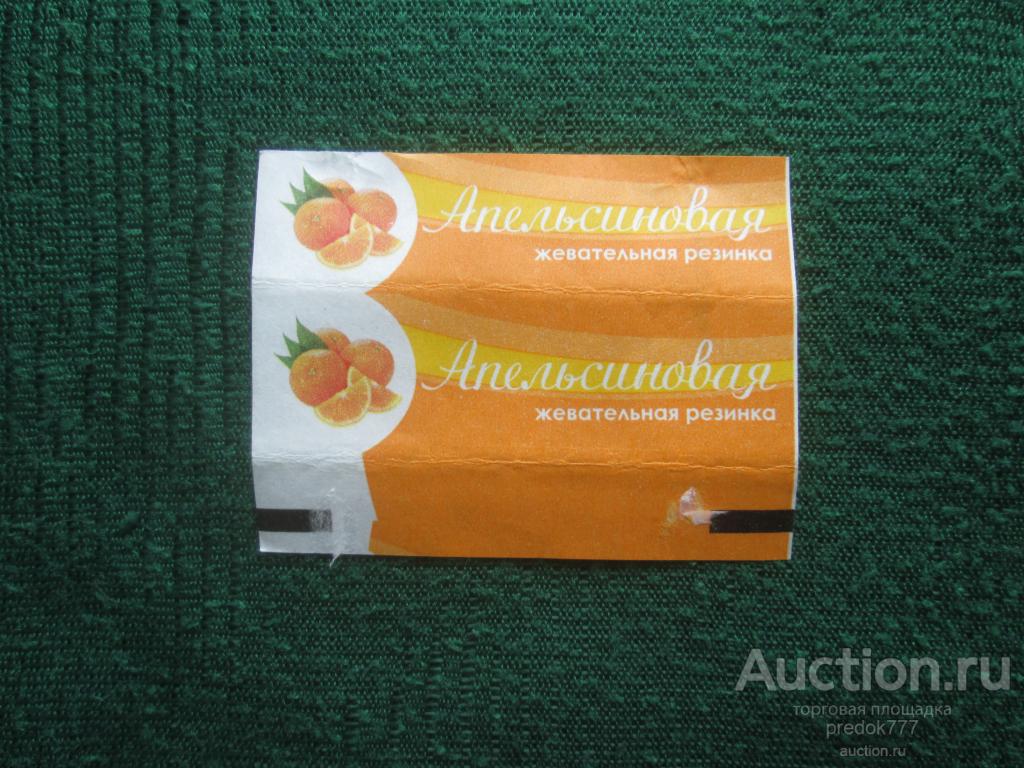 Апельсиновая
жевательная резинка
Апельсиновая
жевательная резинка
Auction.ru
торговая площадка
predok777
auction.ru